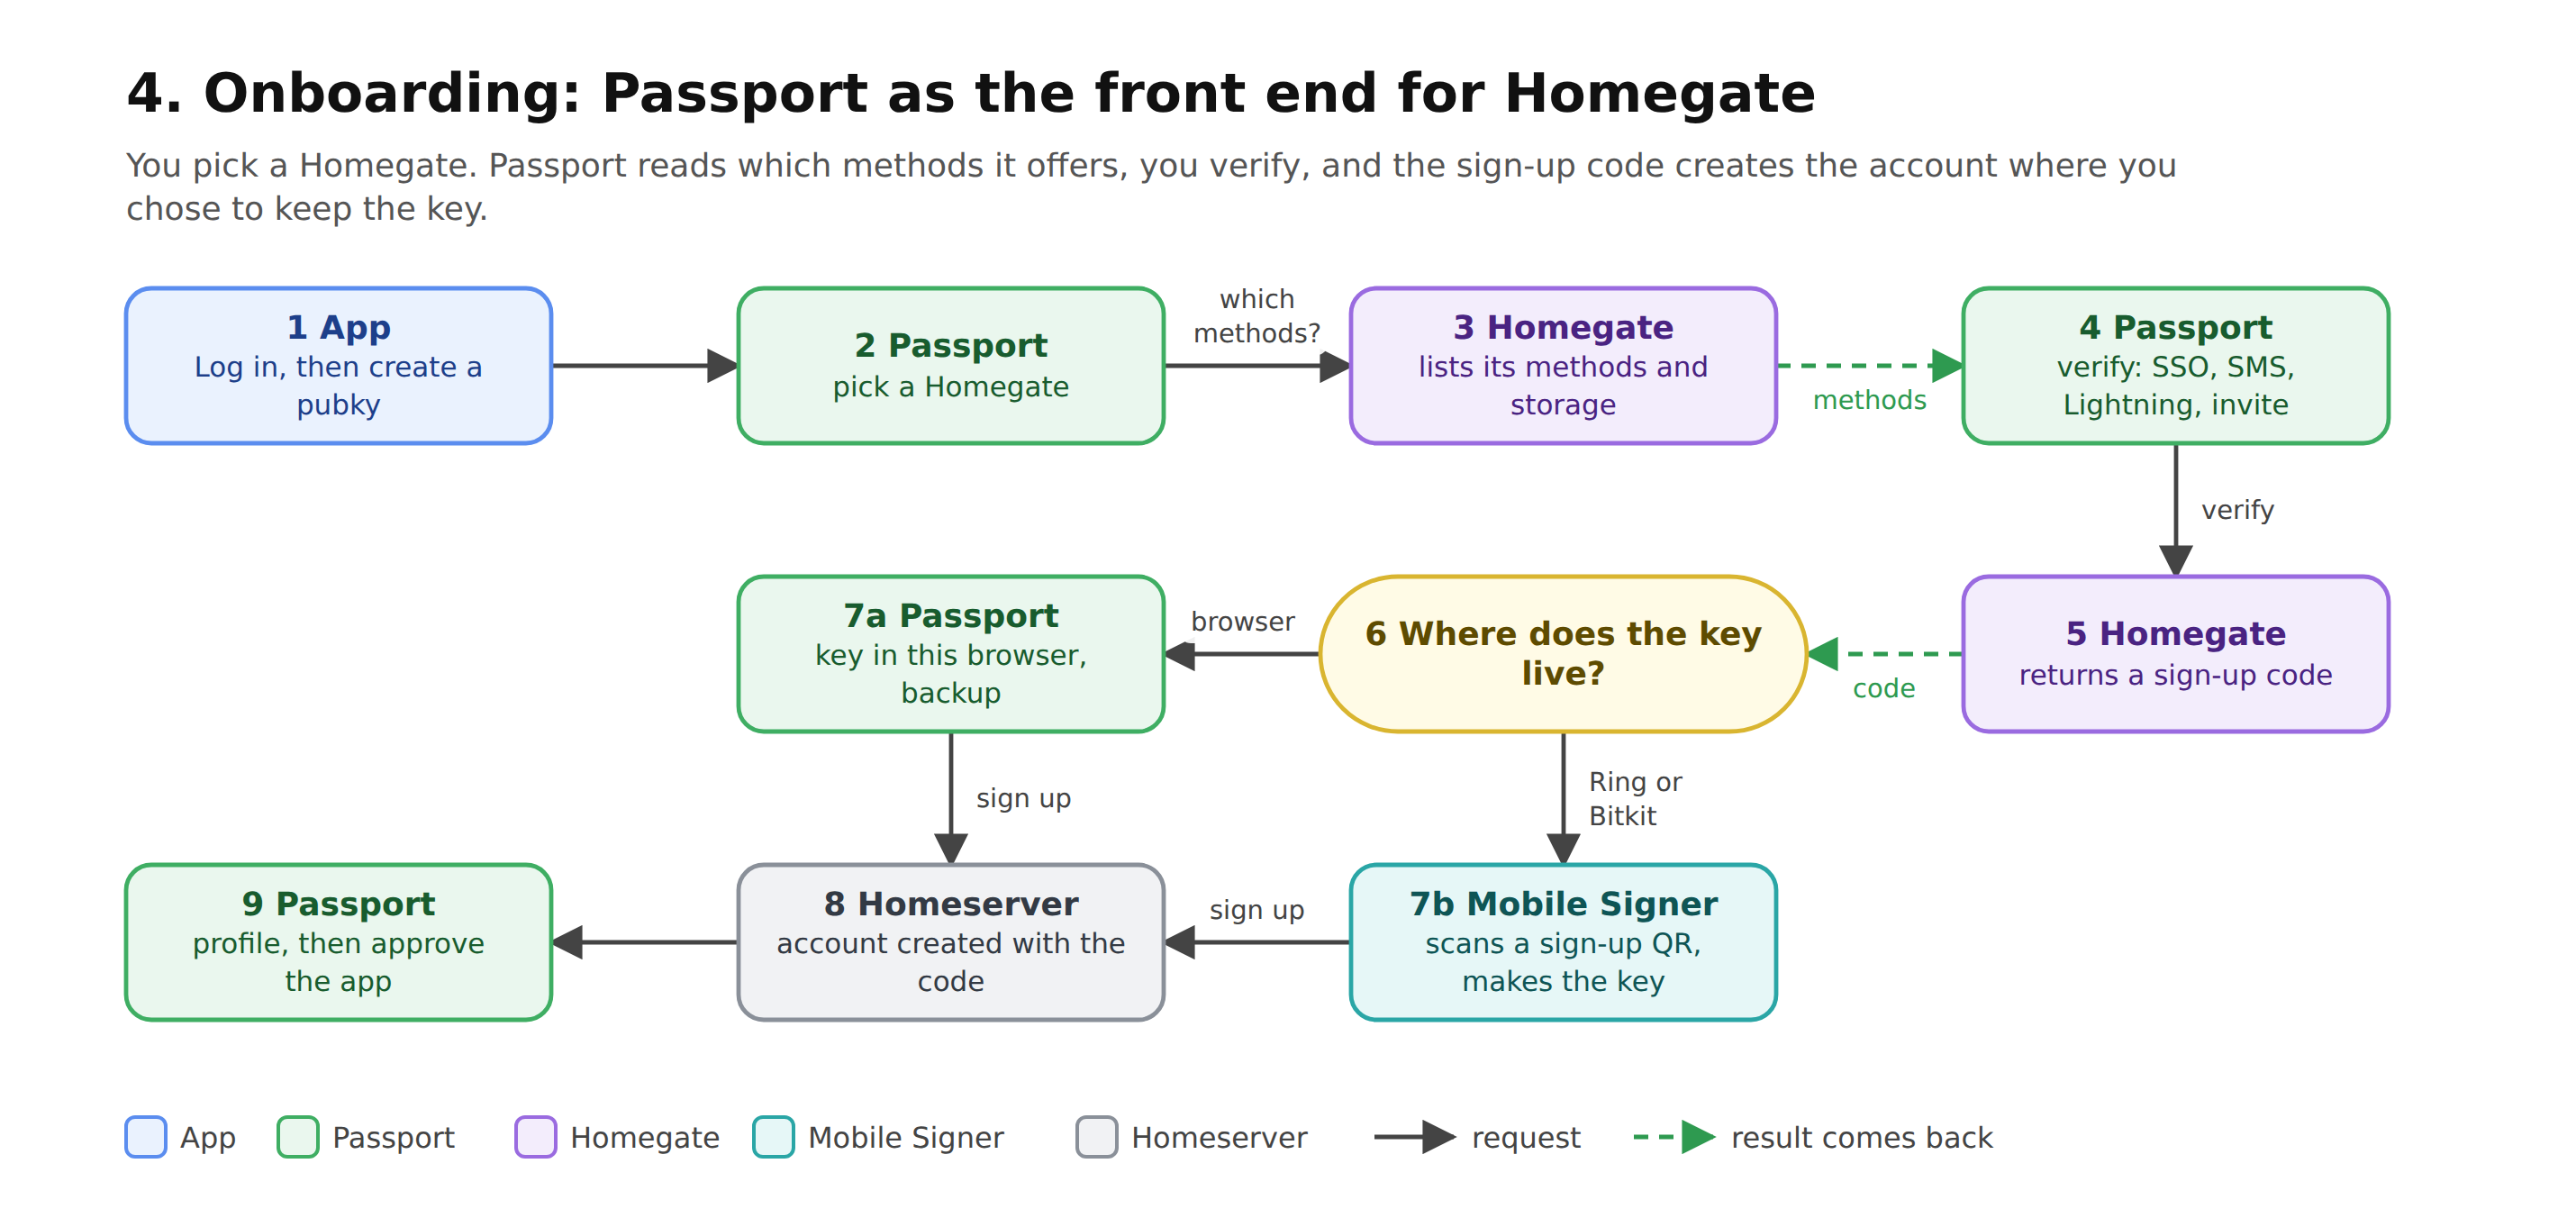 4. Onboarding: Passport as the front end for Homegate
You pick a Homegate. Passport reads which methods it offers, you verify, and the sign-up code creates the account where you
chose to keep the key.
1 App
Log in, then create a
pubky
2 Passport
pick a Homegate
which
methods?
3 Homegate
lists its methods and
storage
methods
4 Passport
verify: SSO, SMS,
Lightning, invite
verify
5 Homegate
returns a sign-up code
code
6 Where does the key
live?
browser
7a Passport
key in this browser,
backup
sign up
Ring or
Bitkit
7b Mobile Signer
scans a sign-up QR,
makes the key
sign up
8 Homeserver
account created with the
code
9 Passport
profile, then approve
the app
App
Passport
Homegate
Mobile Signer
Homeserver
request
result comes back